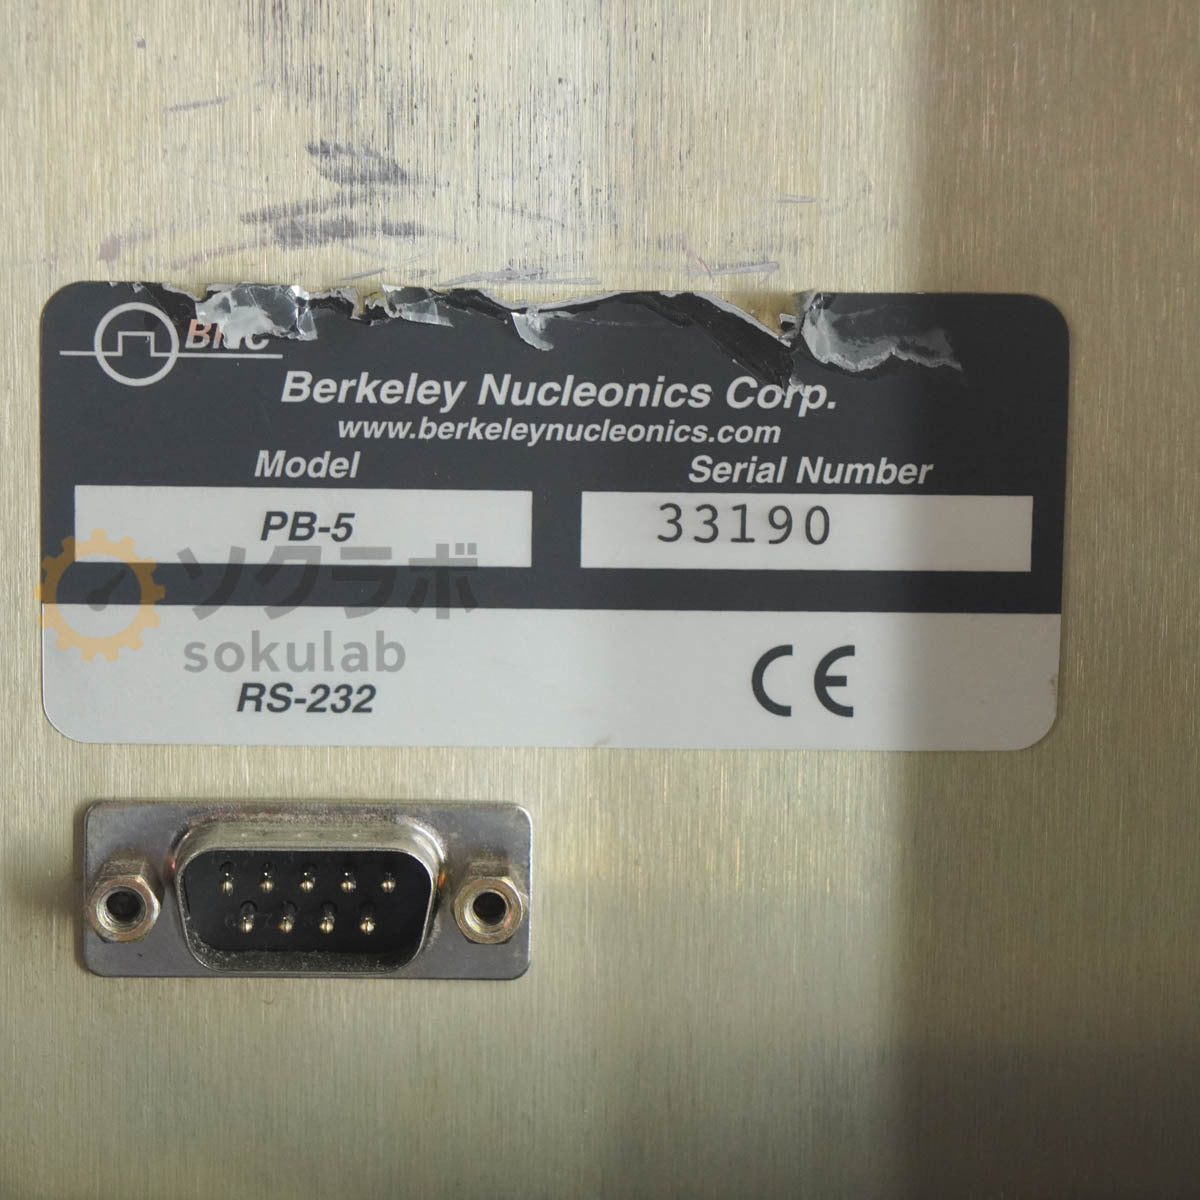 BNC
Berkeley Nucleonics Corp.
www.berkeleynucleonics.com
Model
Serial Number
PB-5
33190
ソクラボ
sokulab
RS-232
CE